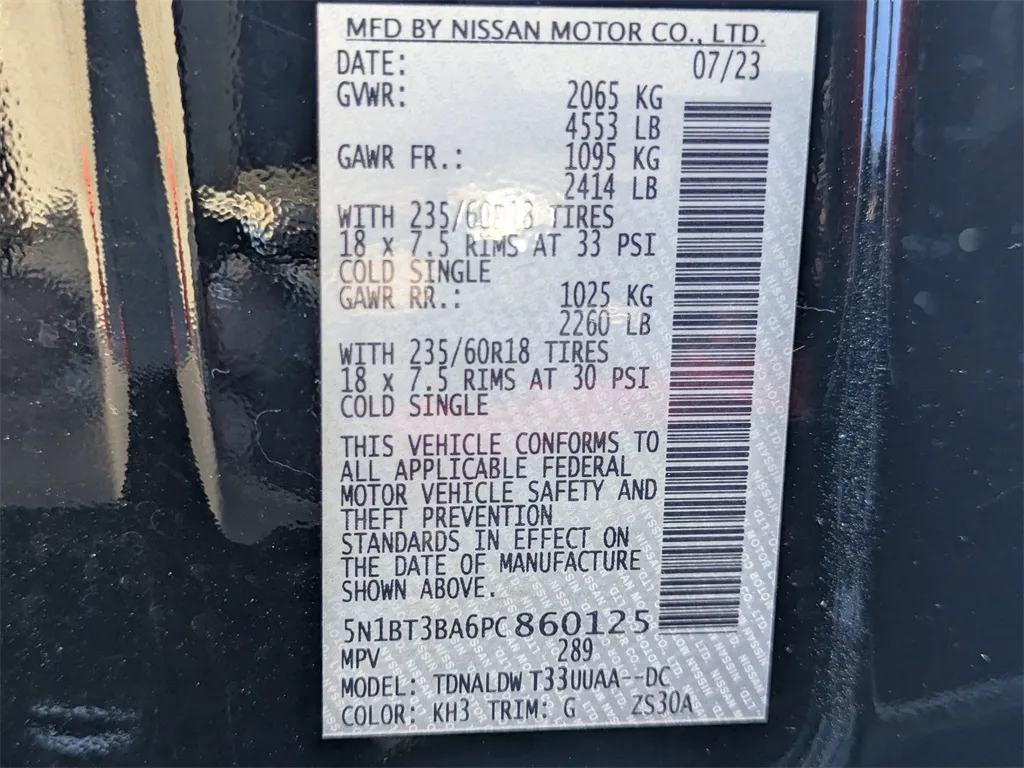 MFD BY NISSAN MOTOR CO., LTD.
DATE: 07/23
GVWR: 2065 KG
4553 LB
GAWR FR.: 1095 KG
2414 LB
WITH 235/60R18 TIRES
18 x 7.5 RIMS AT 33 PSI
COLD SINGLE
GAWR RR.: 1025 KG
2260 LB
WITH 235/60R18 TIRES
18 x 7.5 RIMS AT 30 PSI
COLD SINGLE
THIS VEHICLE CONFORMS TO
ALL APPLICABLE FEDERAL
MOTOR VEHICLE SAFETY AND
THEFT PREVENTION
STANDARDS IN EFFECT ON
THE DATE OF MANUFACTURE
SHOWN ABOVE.
5N1BT3BA6PC860125
MPV 289
MODEL: TDNALDW T33UUAA--DC
COLOR: KH3 TRIM: G ZS30A